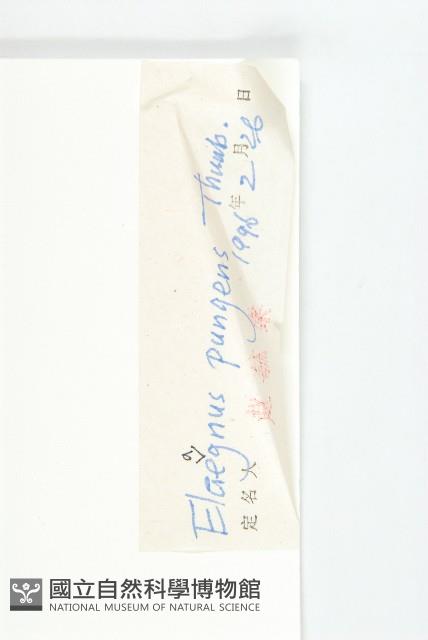 Elaeagnus pungens Thunb.
定名人 1996年2月26日
國立自然科學博物館
NATIONAL MUSEUM OF NATURAL SCIENCE